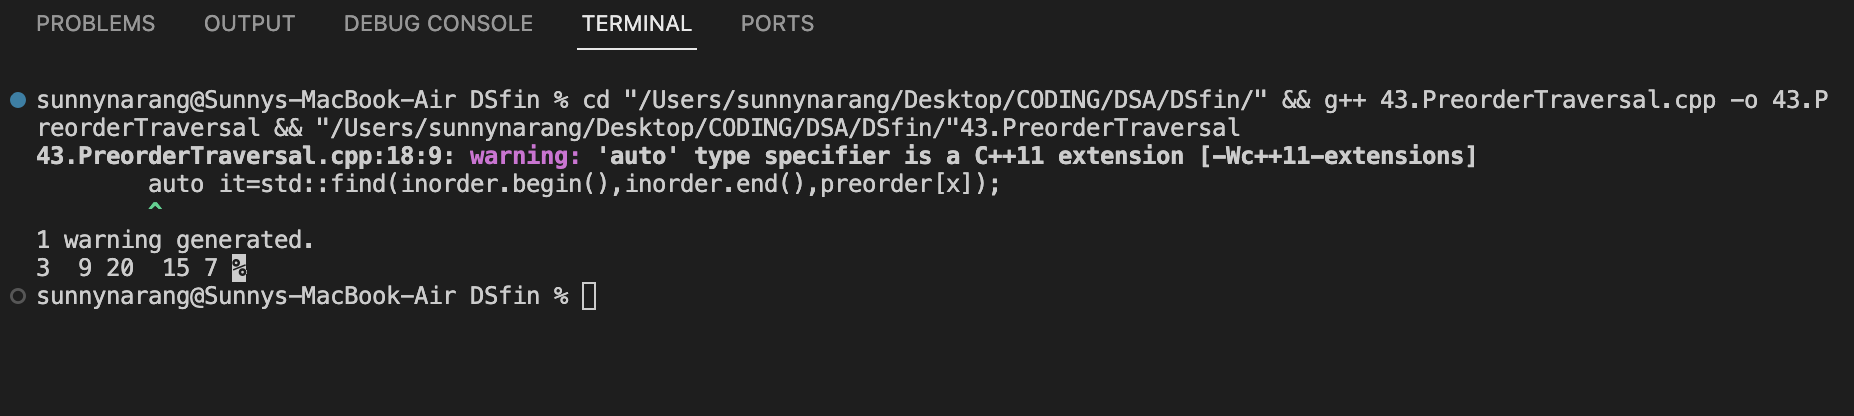 PROBLEMS OUTPUT DEBUG CONSOLE TERMINAL PORTS
sunnynarang@Sunnys-MacBook-Air DSfin % cd "/Users/sunnynarang/Desktop/CODING/DSA/DSfin/" && g++ 43.PreorderTraversal.cpp -o 43.P
reorderTraversal && "/Users/sunnynarang/Desktop/CODING/DSA/DSfin/"43.PreorderTraversal
43.PreorderTraversal.cpp:18:9: warning: 'auto' type specifier is a C++11 extension [-Wc++11-extensions]
        auto it=std::find(inorder.begin(),inorder.end(),preorder[x]);
        ^
1 warning generated.
3  9 20  15 7 %
sunnynarang@Sunnys-MacBook-Air DSfin %